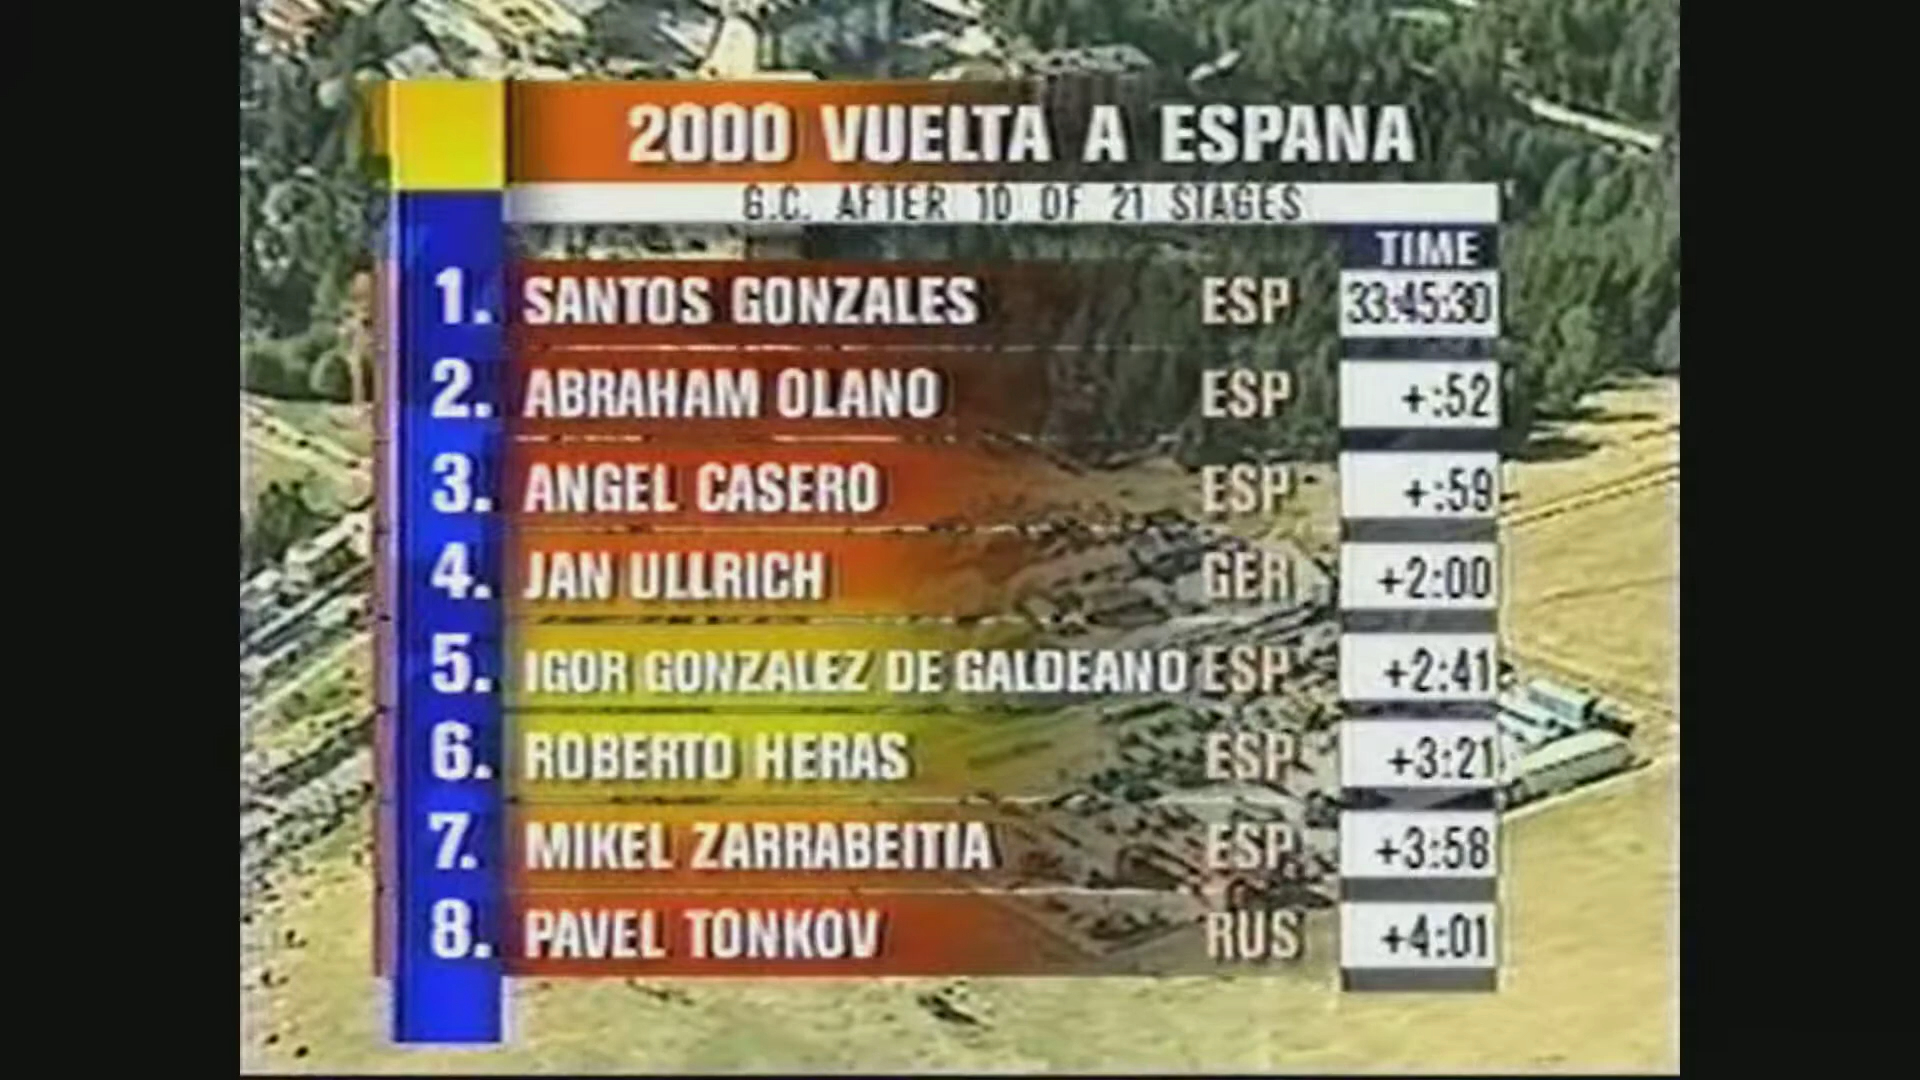 2000 VUELTA A ESPANA
G.C. AFTER 10 OF 21 STAGES
TIME
1. SANTOS GONZALES ESP 33:45:30
2. ABRAHAM OLANO ESP +:52
3. ANGEL CASERO ESP +:59
4. JAN ULLRICH GER +2:00
5. IGOR GONZALEZ DE GALDEANO ESP +2:41
6. ROBERTO HERAS ESP +3:21
7. MIKEL ZARRABEITIA ESP +3:58
8. PAVEL TONKOV RUS +4:01